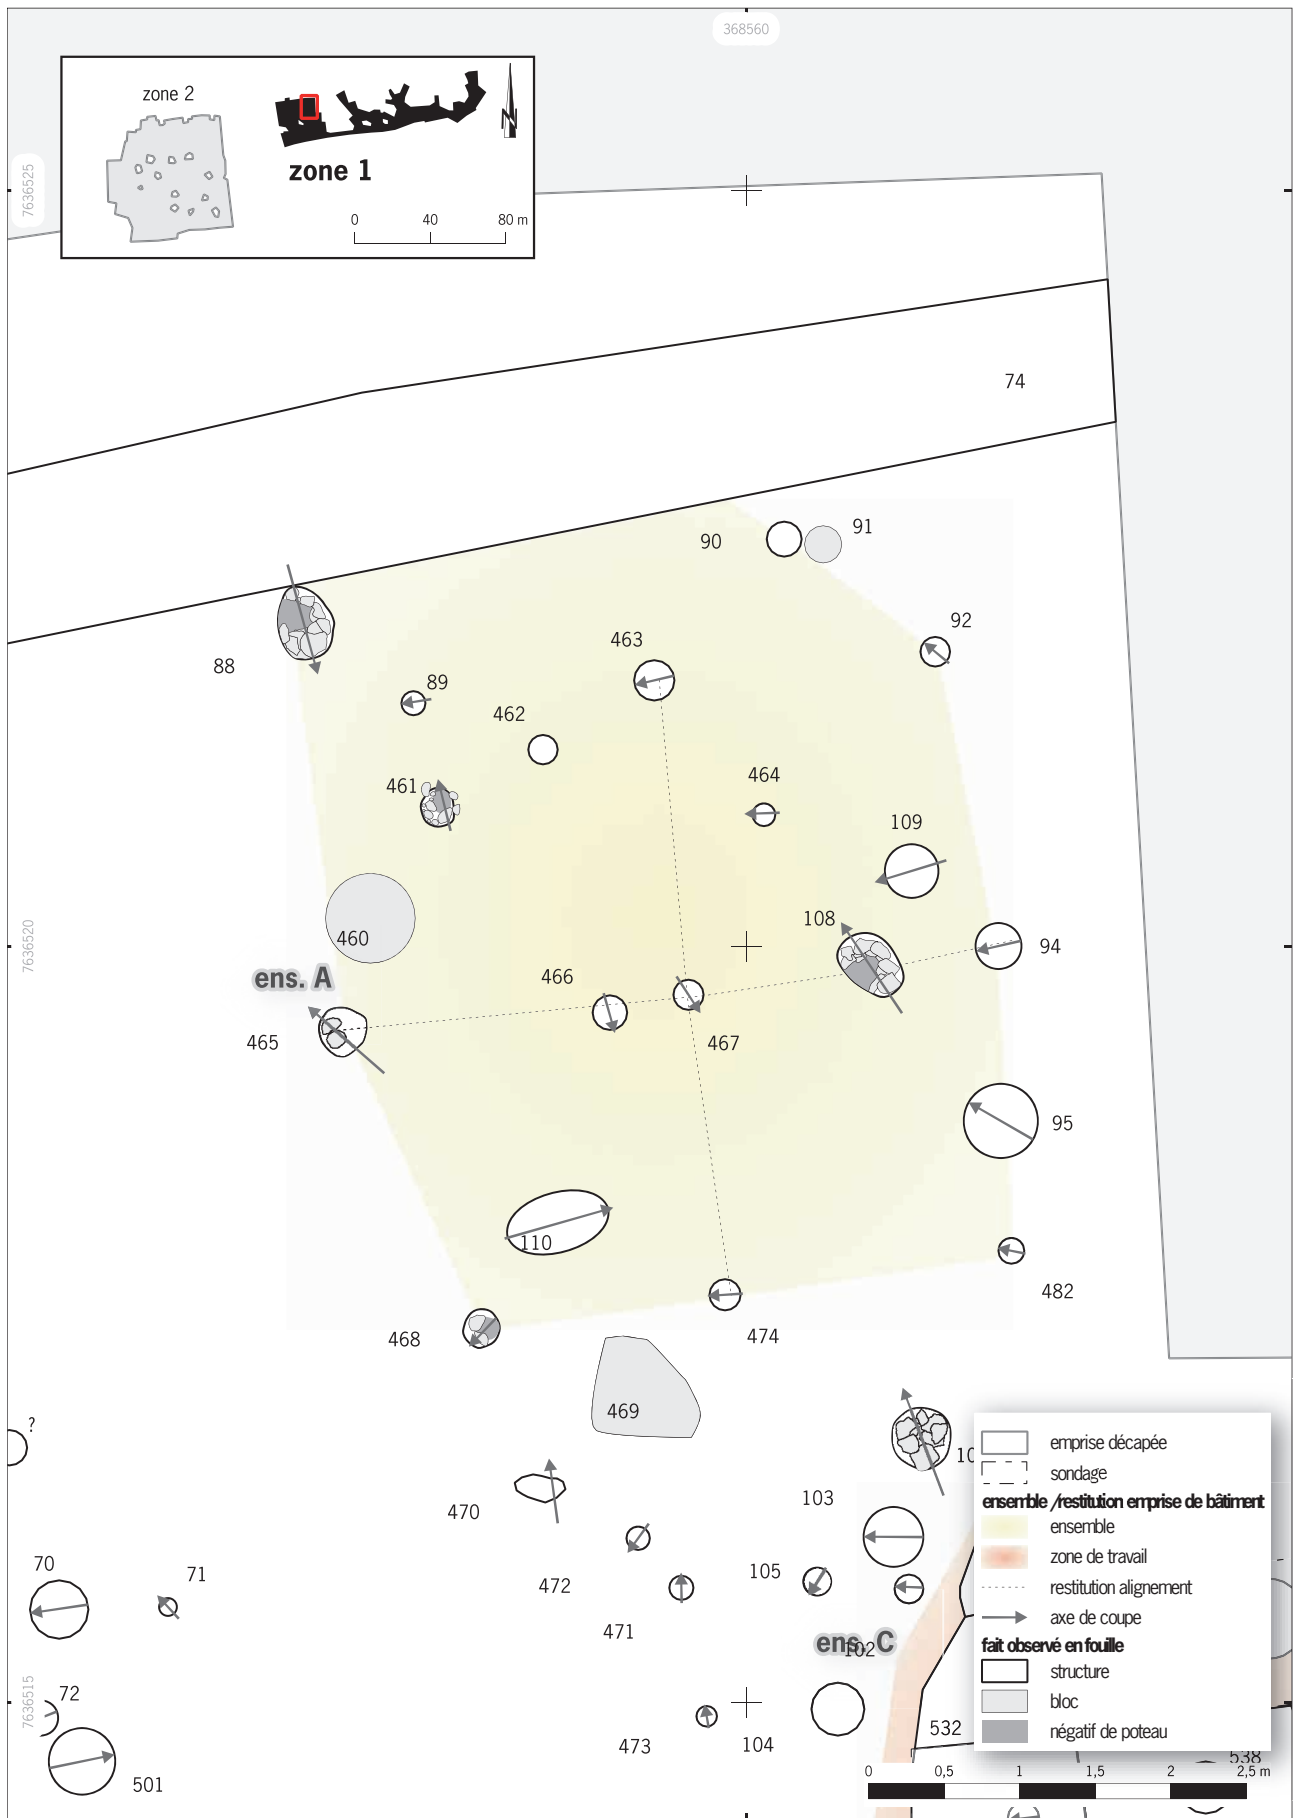 368560
zone 2
zone 1
N
0 40 80 m
7636525
74
90
91
92
463
88
89
462
461
464
109
460
108
94
ens. A
7636520
466
465
467
95
110
482
468
474
469
?
10
470
103
70
71
472
105
471
ens. C
102
72
7636515
473
104
532
501
538
emprise décapée
sondage
ensemble /restitution emprise de bâtiment
ensemble
zone de travail
restitution alignement
axe de coupe
fait observé en fouille
structure
bloc
négatif de poteau
0 0,5 1 1,5 2 2,5 m